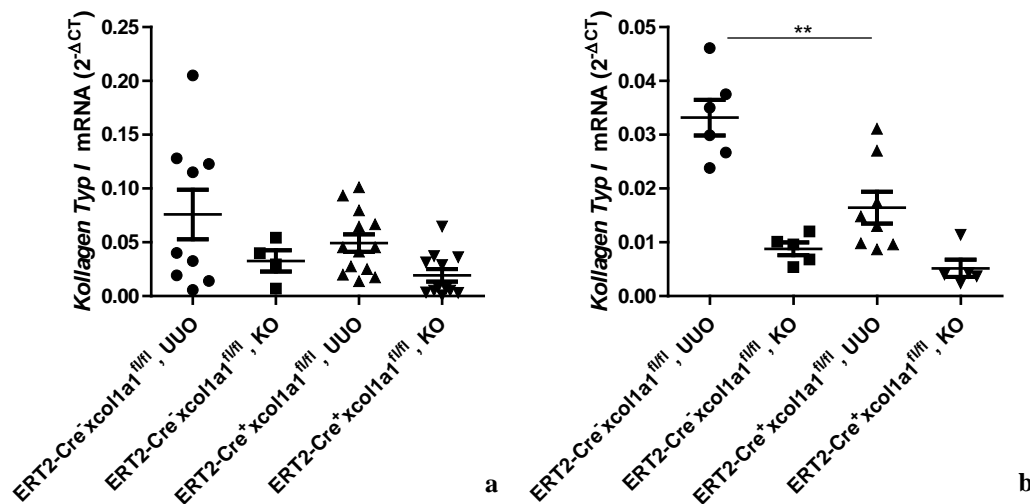 Kollagen Typ I mRNA (2^-ΔCT)
0.25
0.20
0.15
0.10
0.05
0.00
ERT2-Cre^- xcol1a1^fl/fl, UUO
ERT2-Cre^- xcol1a1^fl/fl, KO
ERT2-Cre^+ xcol1a1^fl/fl, UUO
ERT2-Cre^+ xcol1a1^fl/fl, KO
a
Kollagen Typ I mRNA (2^-ΔCT)
0.05
0.04
0.03
0.02
0.01
0.00
**
ERT2-Cre^- xcol1a1^fl/fl, UUO
ERT2-Cre^- xcol1a1^fl/fl, KO
ERT2-Cre^+ xcol1a1^fl/fl, UUO
ERT2-Cre^+ xcol1a1^fl/fl, KO
b